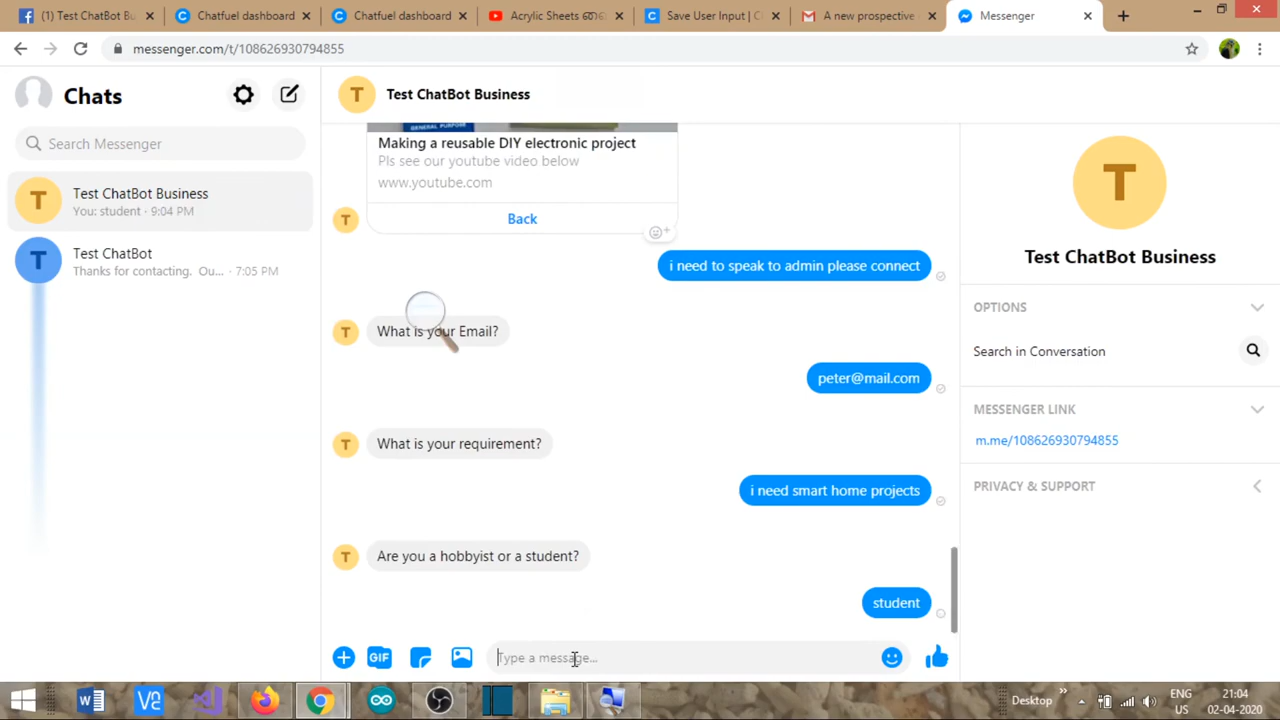 (1) Test ChatBot Bu
Chatfuel dashboard
Chatfuel dashboard
Acrylic Sheets
Save User Input | C
A new prospective
Messenger
messenger.com/t/108626930794855
Chats
Search Messenger
T
Test ChatBot Business
You: student · 9:04 PM
T
Test ChatBot
Thanks for contacting. Ou... · 7:05 PM
T
Test ChatBot Business
GENERAL PURPOSE
Making a reusable DIY electronic project
Pls see our youtube video below
www.youtube.com
T
Back
i need to speak to admin please connect
T
What is your Email?
peter@mail.com
T
What is your requirement?
i need smart home projects
T
Are you a hobbyist or a student?
student
GIF
Type a message...
T
Test ChatBot Business
OPTIONS
Search in Conversation
MESSENGER LINK
m.me/108626930794855
PRIVACY & SUPPORT
Desktop
ENG
US
21:04
02-04-2020